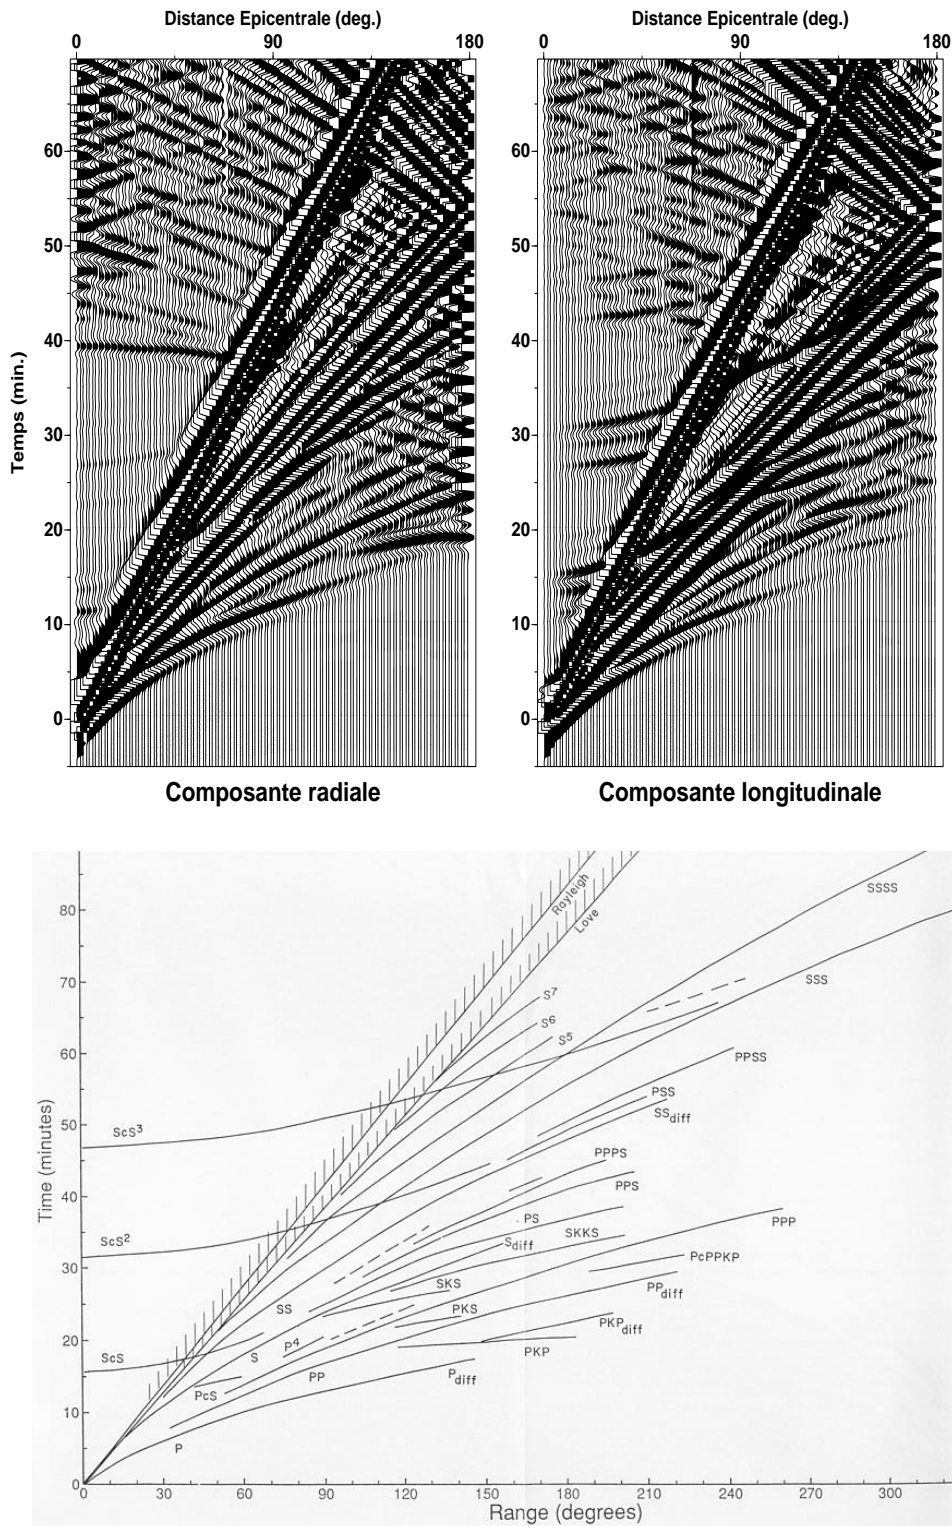 Distance Epicentrale (deg.)
0 90 180
Distance Epicentrale (deg.)
0 90 180
Temps (min.)
60
50
40
30
20
10
0
60
50
40
30
20
10
0
Composante radiale
Composante longitudinale
Time (minutes)
80
70
60
50
40
30
20
10
0
Rayleigh
Love
SSSS
SSS
S⁷
S⁶
S⁵
PPSS
PSS
SSdiff
ScS³
PPPS
PPS
PS
SKKS
PPP
ScS²
Sdiff
PcPPKP
SKS
PPdiff
SS
PKS
PKPdiff
ScS
S
P⁴
PKP
PP
Pdiff
PcS
P
0 30 60 90 120 150 180 210 240 270 300
Range (degrees)